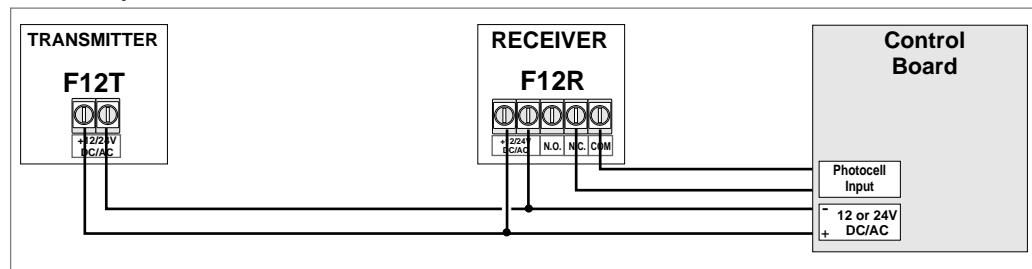 TRANSMITTER
F12T
+12/24V
DC/AC
RECEIVER
F12R
+12/24V
DC/AC
N.O.
N.C.
COM
Control
Board
Photocell
Input
- 12 or 24V
+ DC/AC